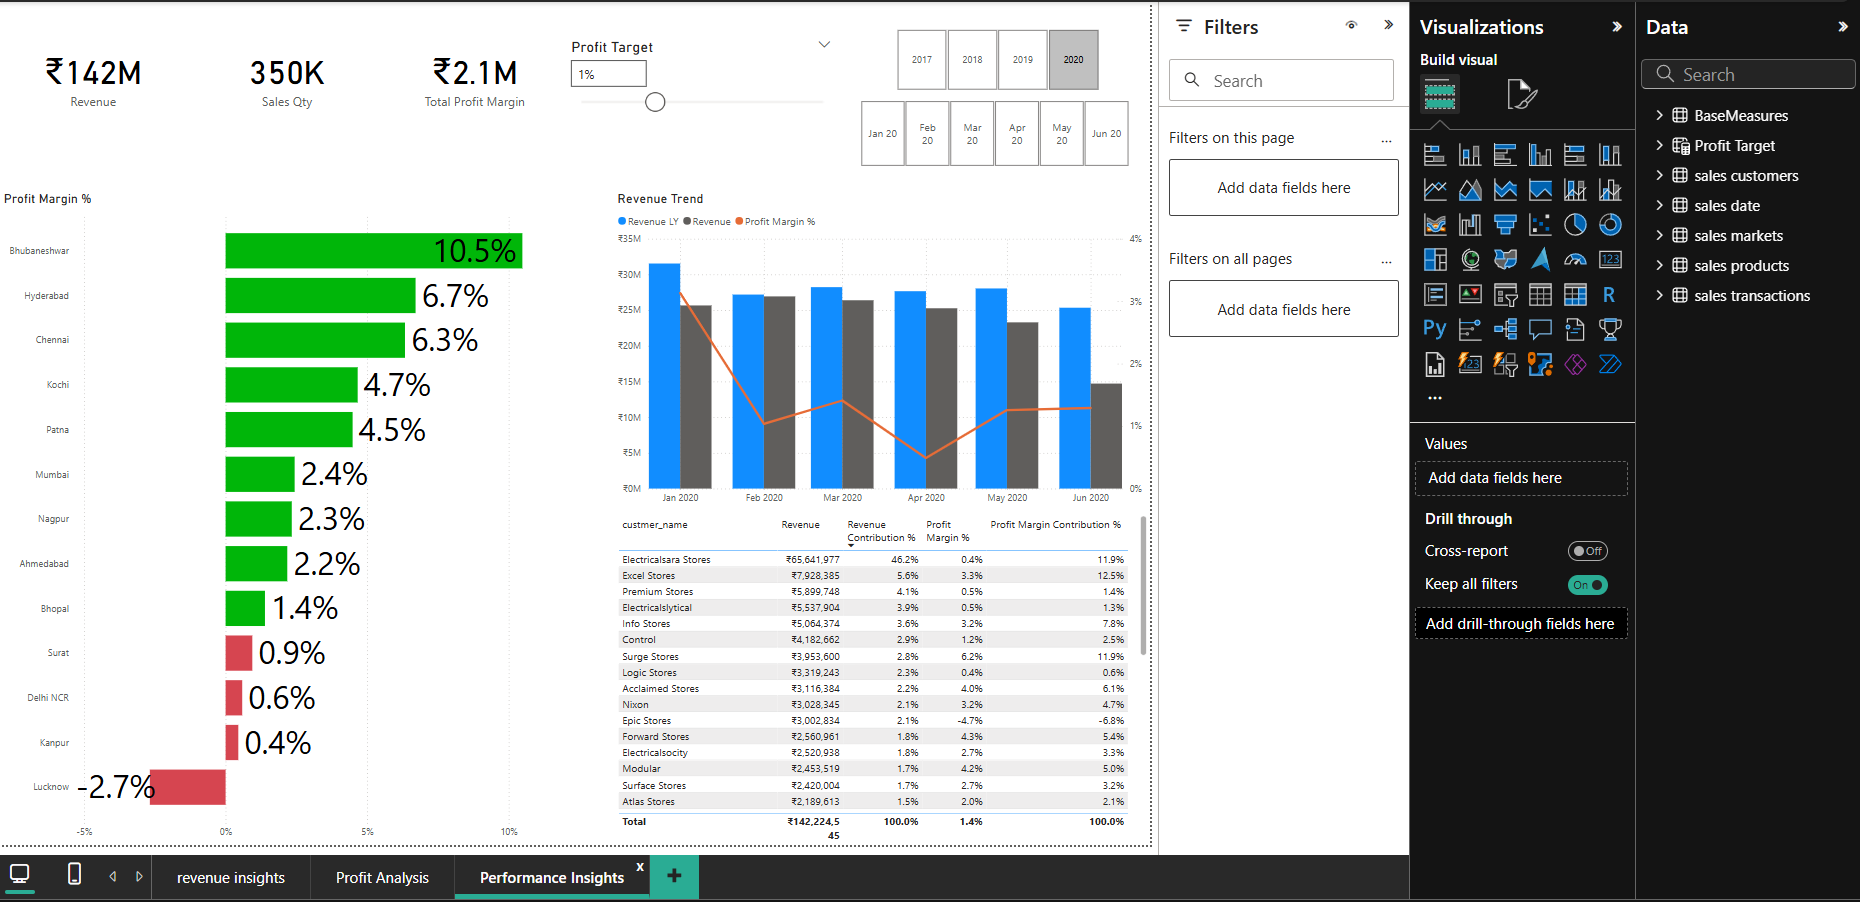 ₹142M
Revenue
350K
Sales Qty
₹2.1M
Total Profit Margin
Profit Target
1%
2017
2018
2019
2020
Jan 20
Feb
20
Mar
20
Apr
20
May
20
Jun 20
Profit Margin %
Bhubaneshwar
10.5%
Hyderabad
6.7%
Chennai
6.3%
Kochi
4.7%
Patna
4.5%
Mumbai
2.4%
Nagpur
2.3%
Ahmedabad
2.2%
Bhopal
1.4%
Surat
0.9%
Delhi NCR
0.6%
Kanpur
0.4%
Lucknow
-2.7%
-5% 0% 5% 10%
Revenue Trend
Revenue LY Revenue Profit Margin %
₹35M
₹30M
₹25M
₹20M
₹15M
₹10M
₹5M
₹0M
4%
3%
2%
1%
0%
Jan 2020 Feb 2020 Mar 2020 Apr 2020 May 2020 Jun 2020
custmer_name Revenue Revenue Contribution % Profit Margin % Profit Margin Contribution %
Electricalsara Stores ₹65,641,977 46.2% 0.4% 11.9%
Excel Stores ₹7,928,385 5.6% 3.3% 12.5%
Premium Stores ₹5,899,748 4.1% 0.5% 1.4%
Electricalslytical ₹5,537,904 3.9% 0.5% 1.3%
Info Stores ₹5,064,374 3.6% 3.2% 7.8%
Control ₹4,182,662 2.9% 1.2% 2.5%
Surge Stores ₹3,953,600 2.8% 6.2% 11.9%
Logic Stores ₹3,319,243 2.3% 0.4% 0.6%
Acclaimed Stores ₹3,116,384 2.2% 4.0% 6.1%
Nixon ₹3,028,345 2.1% 3.2% 4.7%
Epic Stores ₹3,002,834 2.1% -4.7% -6.8%
Forward Stores ₹2,560,961 1.8% 4.3% 5.4%
Electricalsocity ₹2,520,938 1.8% 2.7% 3.3%
Modular ₹2,453,519 1.7% 4.2% 5.0%
Surface Stores ₹2,420,004 1.7% 2.7% 3.2%
Atlas Stores ₹2,189,613 1.5% 2.0% 2.1%
Total ₹142,224,5 100.0% 1.4% 100.0%
45
Filters
Search
Filters on this page ...
Add data fields here
Filters on all pages ...
Add data fields here
Visualizations
Build visual
123
R
Py
123
...
Values
Add data fields here
Drill through
Cross-report Off
Keep all filters On
Add drill-through fields here
Data
Search
BaseMeasures
Profit Target
sales customers
sales date
sales markets
sales products
sales transactions
revenue insights
Profit Analysis
Performance Insights
x
+